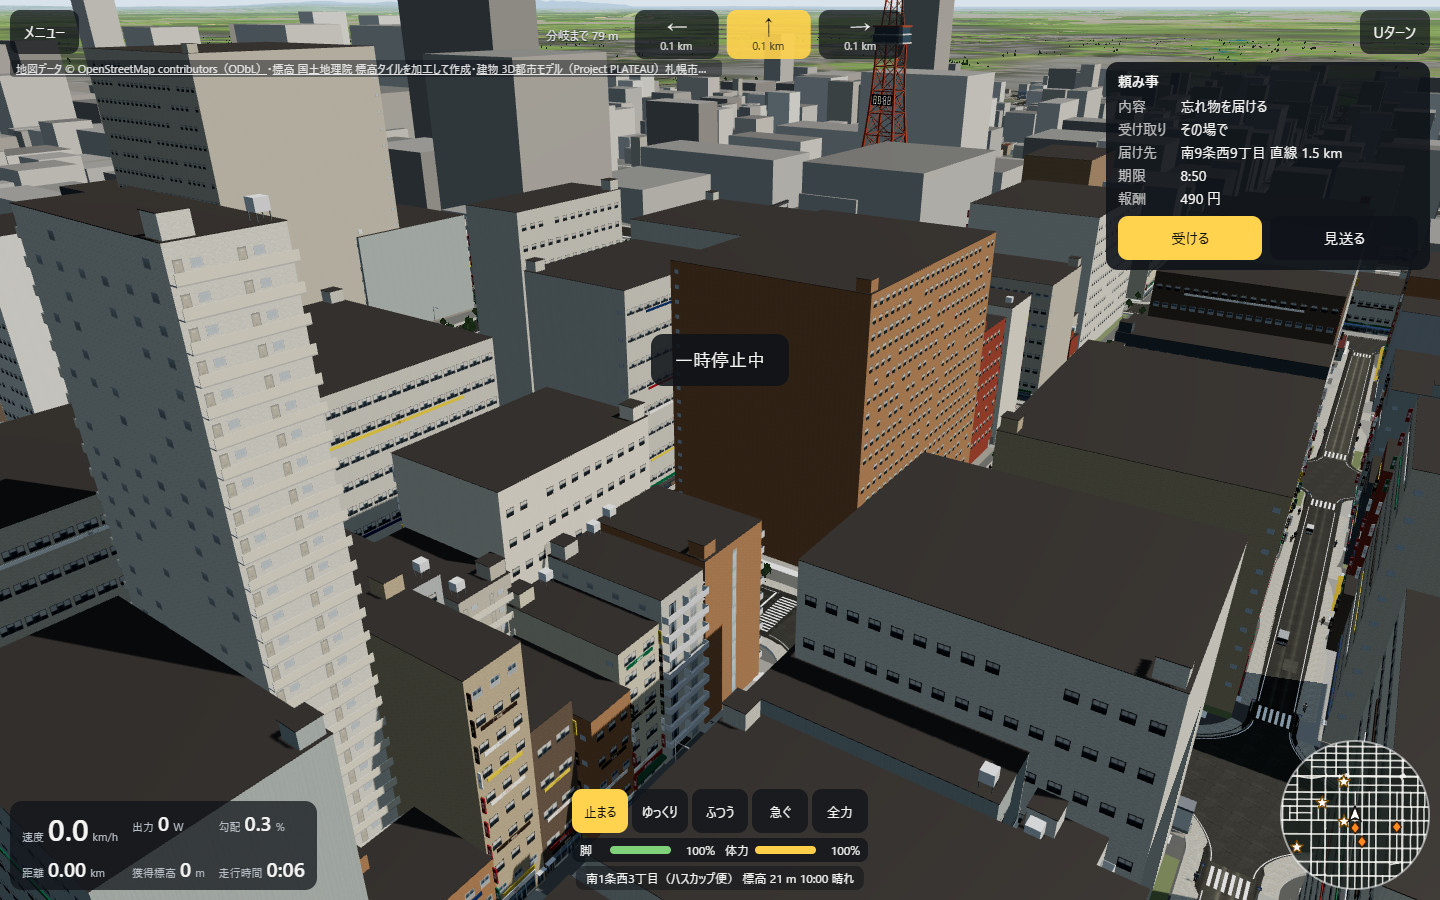 メニュー
分岐まで 79 m
←
0.1 km
↑
0.1 km
→
0.1 km
Uターン
地図データ © OpenStreetMap contributors（ODbL）・標高 国土地理院 標高タイルを加工して作成・建物 3D都市モデル（Project PLATEAU）札幌市...
頼み事
内容 忘れ物を届ける
受け取り その場で
届け先 南9条西9丁目 直線 1.5 km
期限 8:50
報酬 490 円
受ける 見送る
一時停止中
速度 0.0 km/h 出力 0 W 勾配 0.3 %
距離 0.00 km 獲得標高 0 m 走行時間 0:06
止まる ゆっくり ふつう 急ぐ 全力
脚 100% 体力 100%
南1条西3丁目（ハスカップ便） 標高 21 m 10:00 晴れ